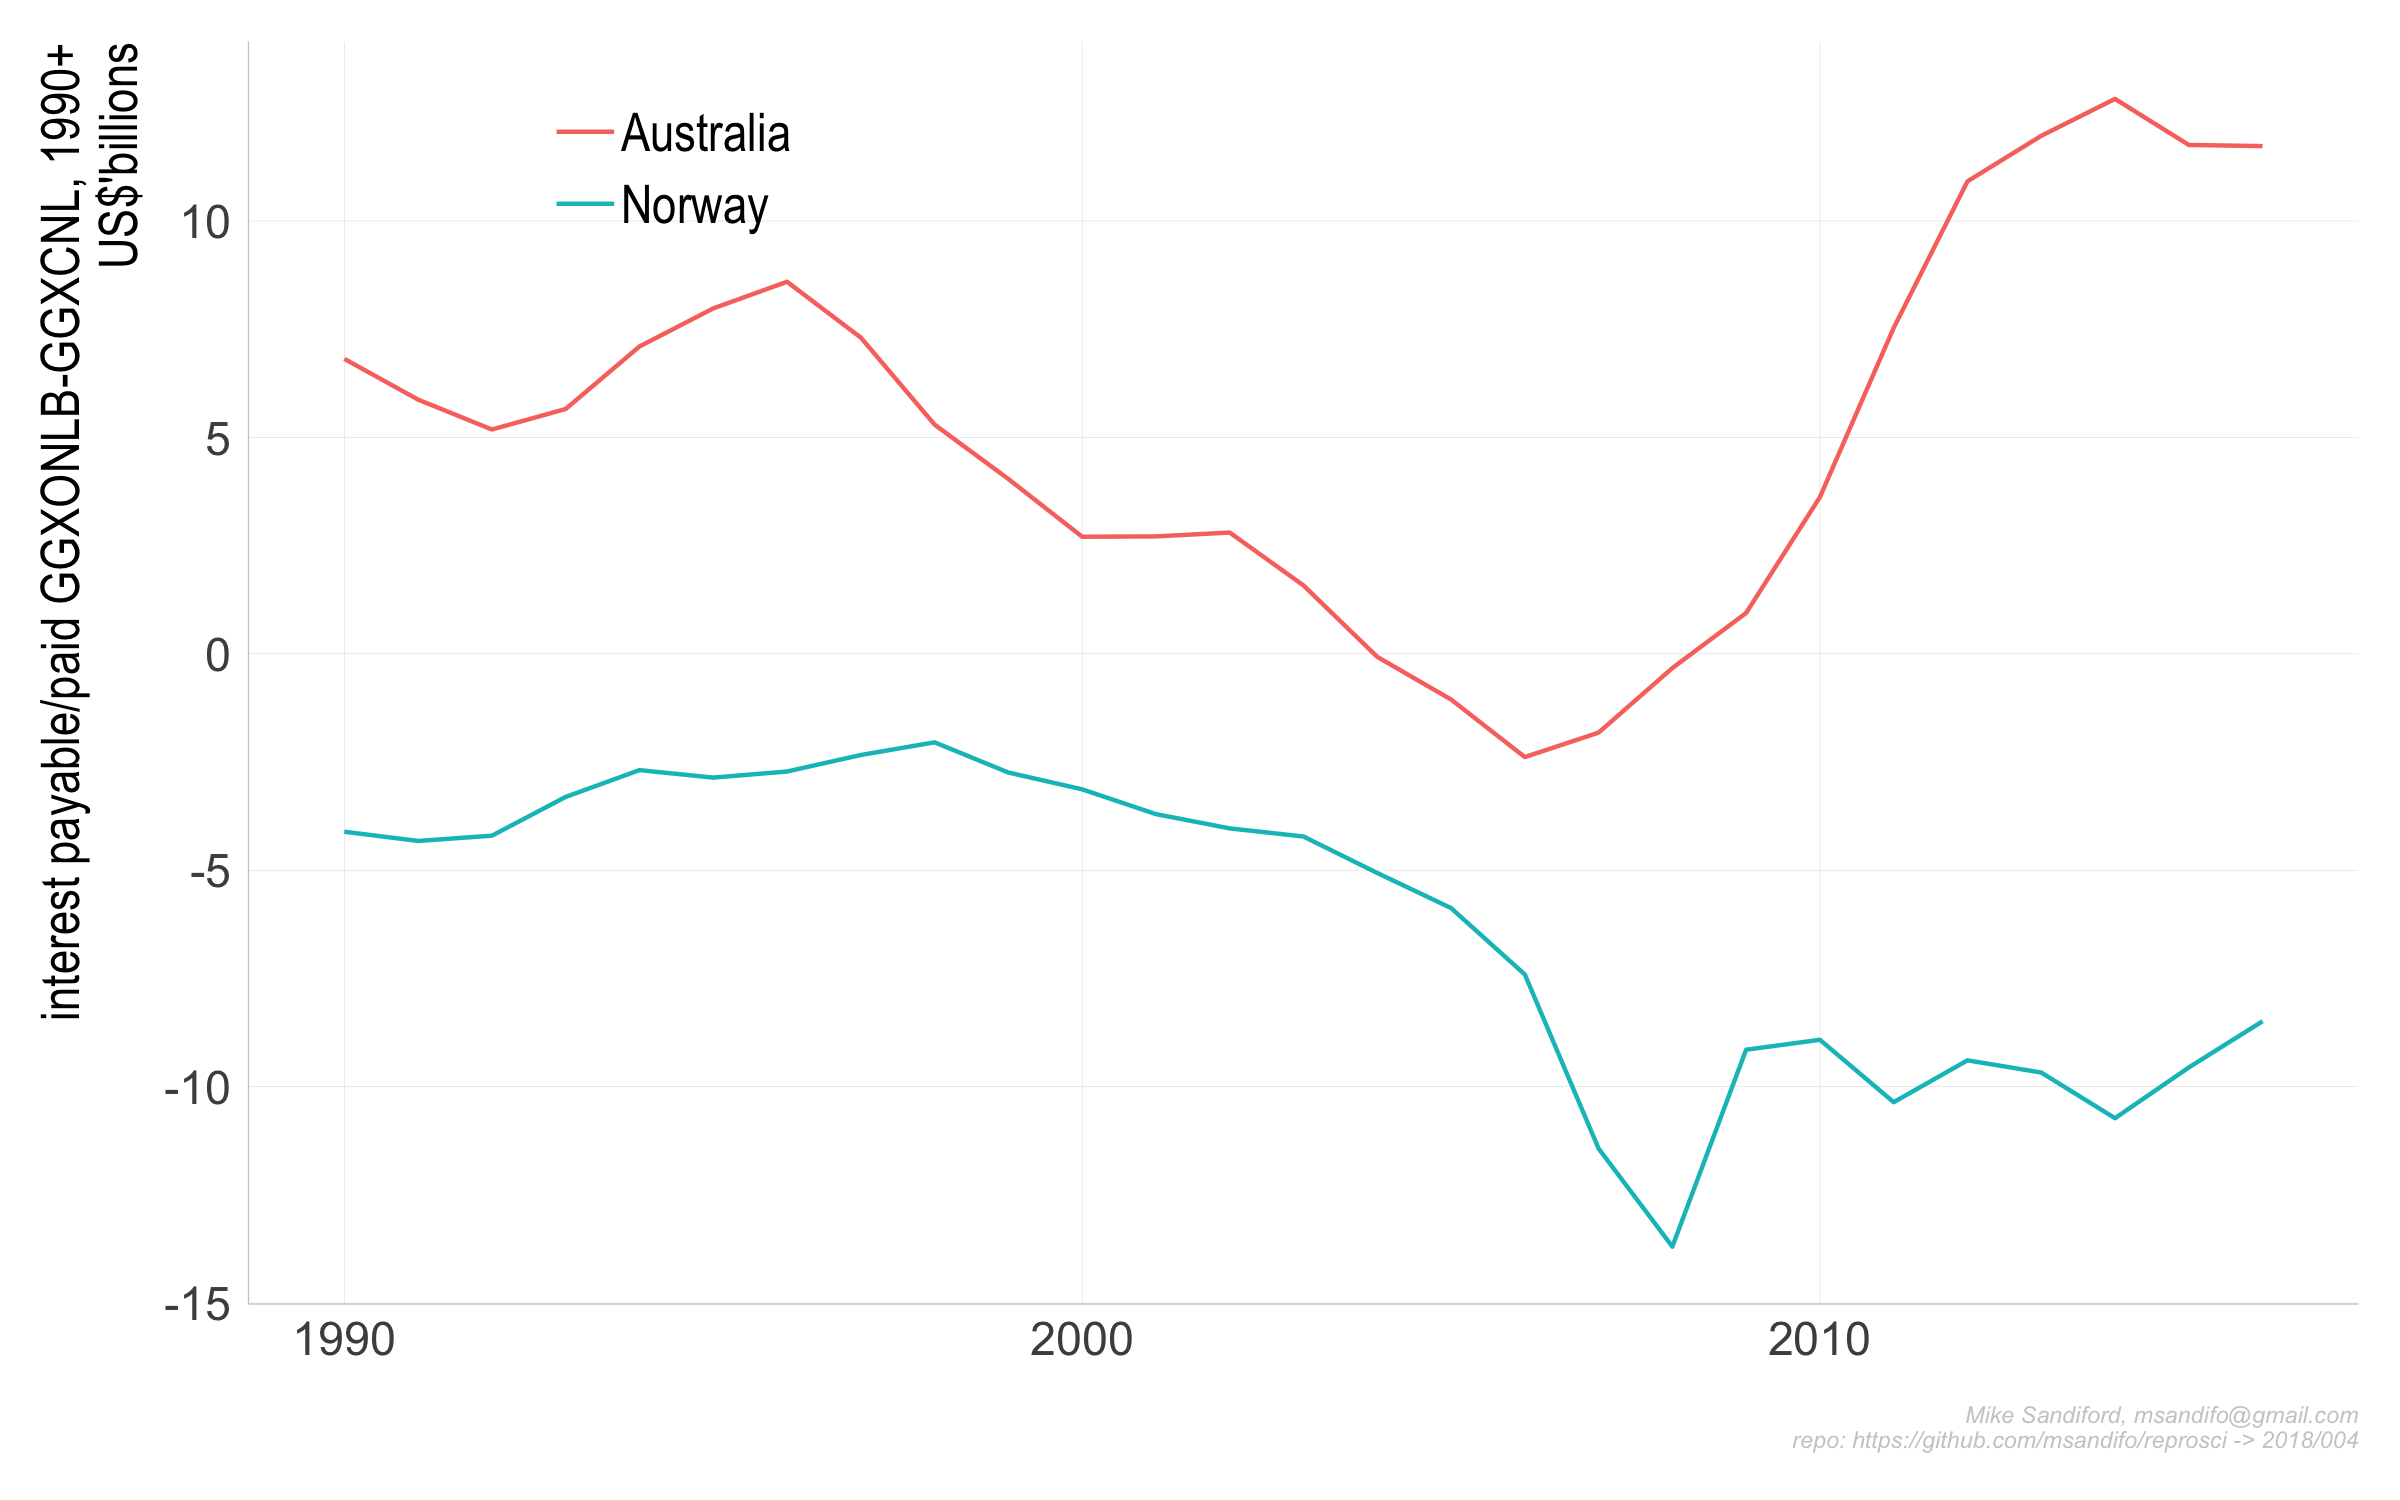 interest payable/paid GGXONLB-GGXCNL, 1990+
US$'billions
Australia
Norway
10
5
0
-5
-10
-15
1990
2000
2010
Mike Sandiford, msandifo@gmail.com
repo: https://github.com/msandifo/reprosci -> 2018/004